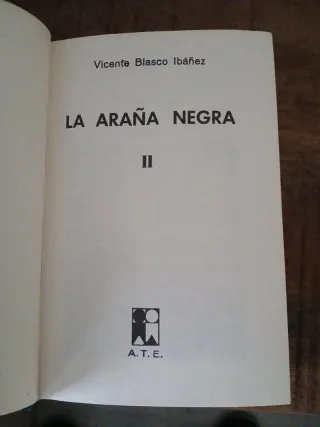 Vicente Blasco Ibáñez
LA ARAÑA NEGRA
II
A.T.E.